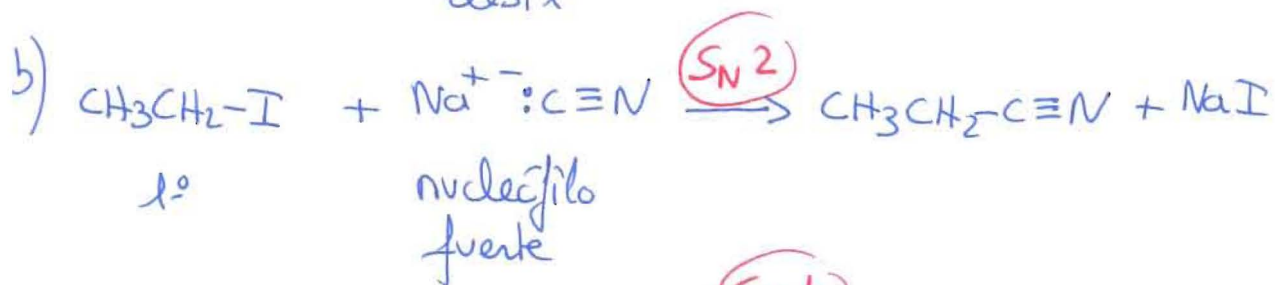 b) CH3CH2-I + Na+ -:C≡N SN2 → CH3CH2-C≡N + NaI
1º nucleófilo
fuerte